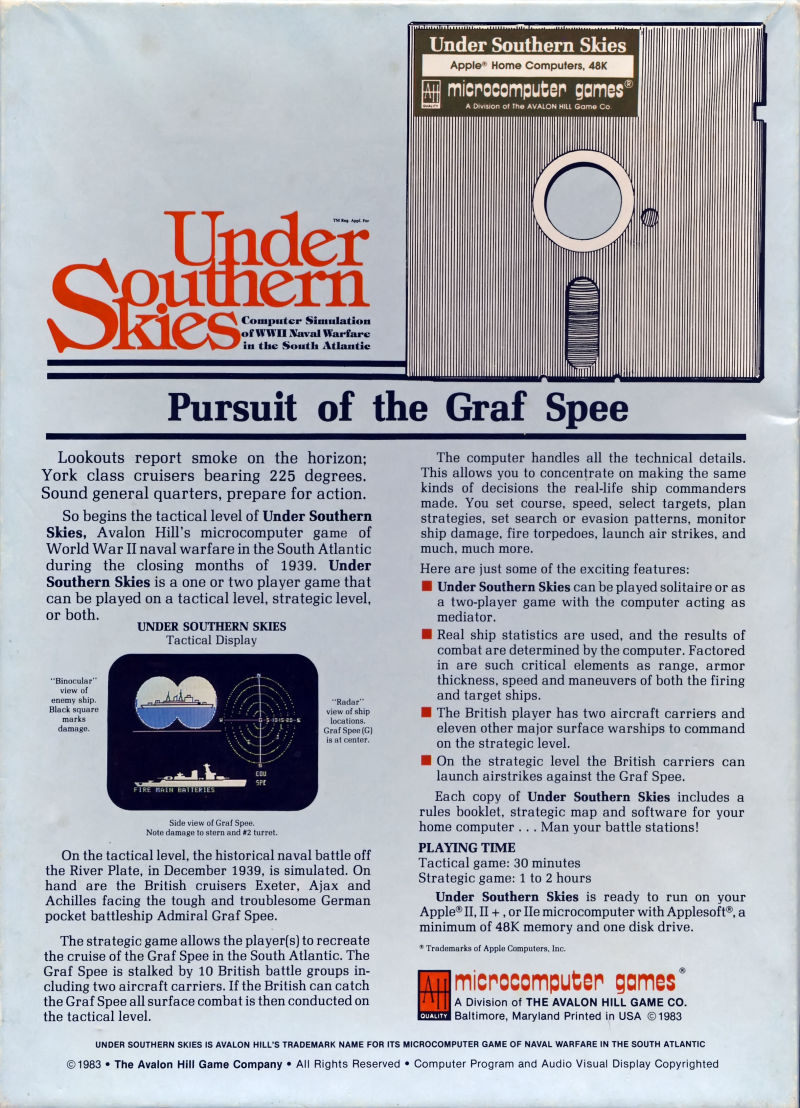 Under Southern Skies
Apple® Home Computers, 48K
AH
QUALITY
microcomputer games®
A Division of The AVALON HILL Game Co.
TM Reg. Appl. For
Under
Southern
Skies
Computer Simulation
of WWII Naval Warfare
in the South Atlantic
Pursuit of the Graf Spee
Lookouts report smoke on the horizon;
York class cruisers bearing 225 degrees.
Sound general quarters, prepare for action.
So begins the tactical level of Under Southern
Skies, Avalon Hill's microcomputer game of
World War II naval warfare in the South Atlantic
during the closing months of 1939. Under
Southern Skies is a one or two player game that
can be played on a tactical level, strategic level,
or both.
UNDER SOUTHERN SKIES
Tactical Display
"Binocular"
view of
enemy ship.
Black square
marks
damage.
"Radar"
view of ship
locations.
Graf Spee (G)
is at center.
N
W
G 5-10-15-20-E
S
EDU
SPE
FIRE MAIN BATTERIES
Side view of Graf Spee.
Note damage to stern and #2 turret.
On the tactical level, the historical naval battle off
the River Plate, in December 1939, is simulated. On
hand are the British cruisers Exeter, Ajax and
Achilles facing the tough and troublesome German
pocket battleship Admiral Graf Spee.
The strategic game allows the player(s) to recreate
the cruise of the Graf Spee in the South Atlantic. The
Graf Spee is stalked by 10 British battle groups in-
cluding two aircraft carriers. If the British can catch
the Graf Spee all surface combat is then conducted on
the tactical level.
The computer handles all the technical details.
This allows you to concentrate on making the same
kinds of decisions the real-life ship commanders
made. You set course, speed, select targets, plan
strategies, set search or evasion patterns, monitor
ship damage, fire torpedoes, launch air strikes, and
much, much more.
Here are just some of the exciting features:
■ Under Southern Skies can be played solitaire or as
a two-player game with the computer acting as
mediator.
■ Real ship statistics are used, and the results of
combat are determined by the computer. Factored
in are such critical elements as range, armor
thickness, speed and maneuvers of both the firing
and target ships.
■ The British player has two aircraft carriers and
eleven other major surface warships to command
on the strategic level.
■ On the strategic level the British carriers can
launch airstrikes against the Graf Spee.
Each copy of Under Southern Skies includes a
rules booklet, strategic map and software for your
home computer . . . Man your battle stations!
PLAYING TIME
Tactical game: 30 minutes
Strategic game: 1 to 2 hours
Under Southern Skies is ready to run on your
Apple® II, II +, or IIe microcomputer with Applesoft®, a
minimum of 48K memory and one disk drive.
® Trademarks of Apple Computers, Inc.
AH
QUALITY
microcomputer games®
A Division of THE AVALON HILL GAME CO.
Baltimore, Maryland Printed in USA © 1983
UNDER SOUTHERN SKIES IS AVALON HILL'S TRADEMARK NAME FOR ITS MICROCOMPUTER GAME OF NAVAL WARFARE IN THE SOUTH ATLANTIC
© 1983 • The Avalon Hill Game Company • All Rights Reserved • Computer Program and Audio Visual Display Copyrighted